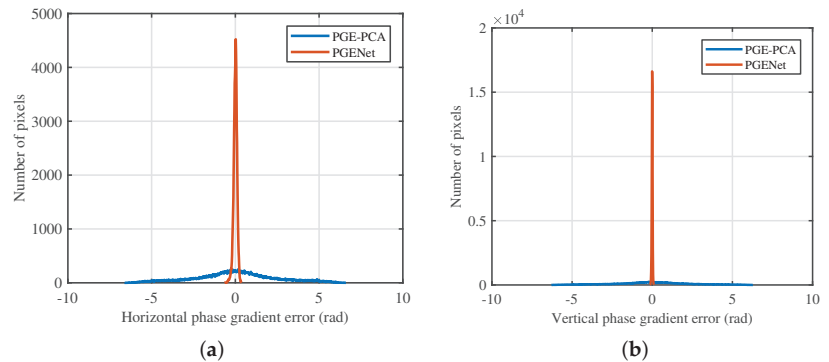 5000
4000
3000
2000
1000
0
Number of pixels
PGE-PCA
PGENet
-10
-5
0
5
10
Horizontal phase gradient error (rad)
(a)
×10⁴
2
1.5
1
0.5
0
Number of pixels
PGE-PCA
PGENet
-10
-5
0
5
10
Vertical phase gradient error (rad)
(b)